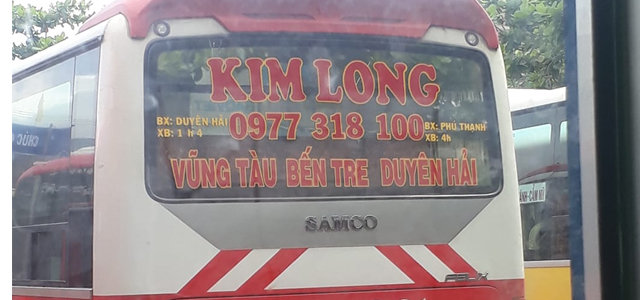 KIM LONG
BX: DUYÊN HẢI
XB: 1 h 4
0977 318 100
BX: PHÚ THẠNH
XB: 4h
VŨNG TÀU BẾN TRE DUYÊN HẢI
SAMCO